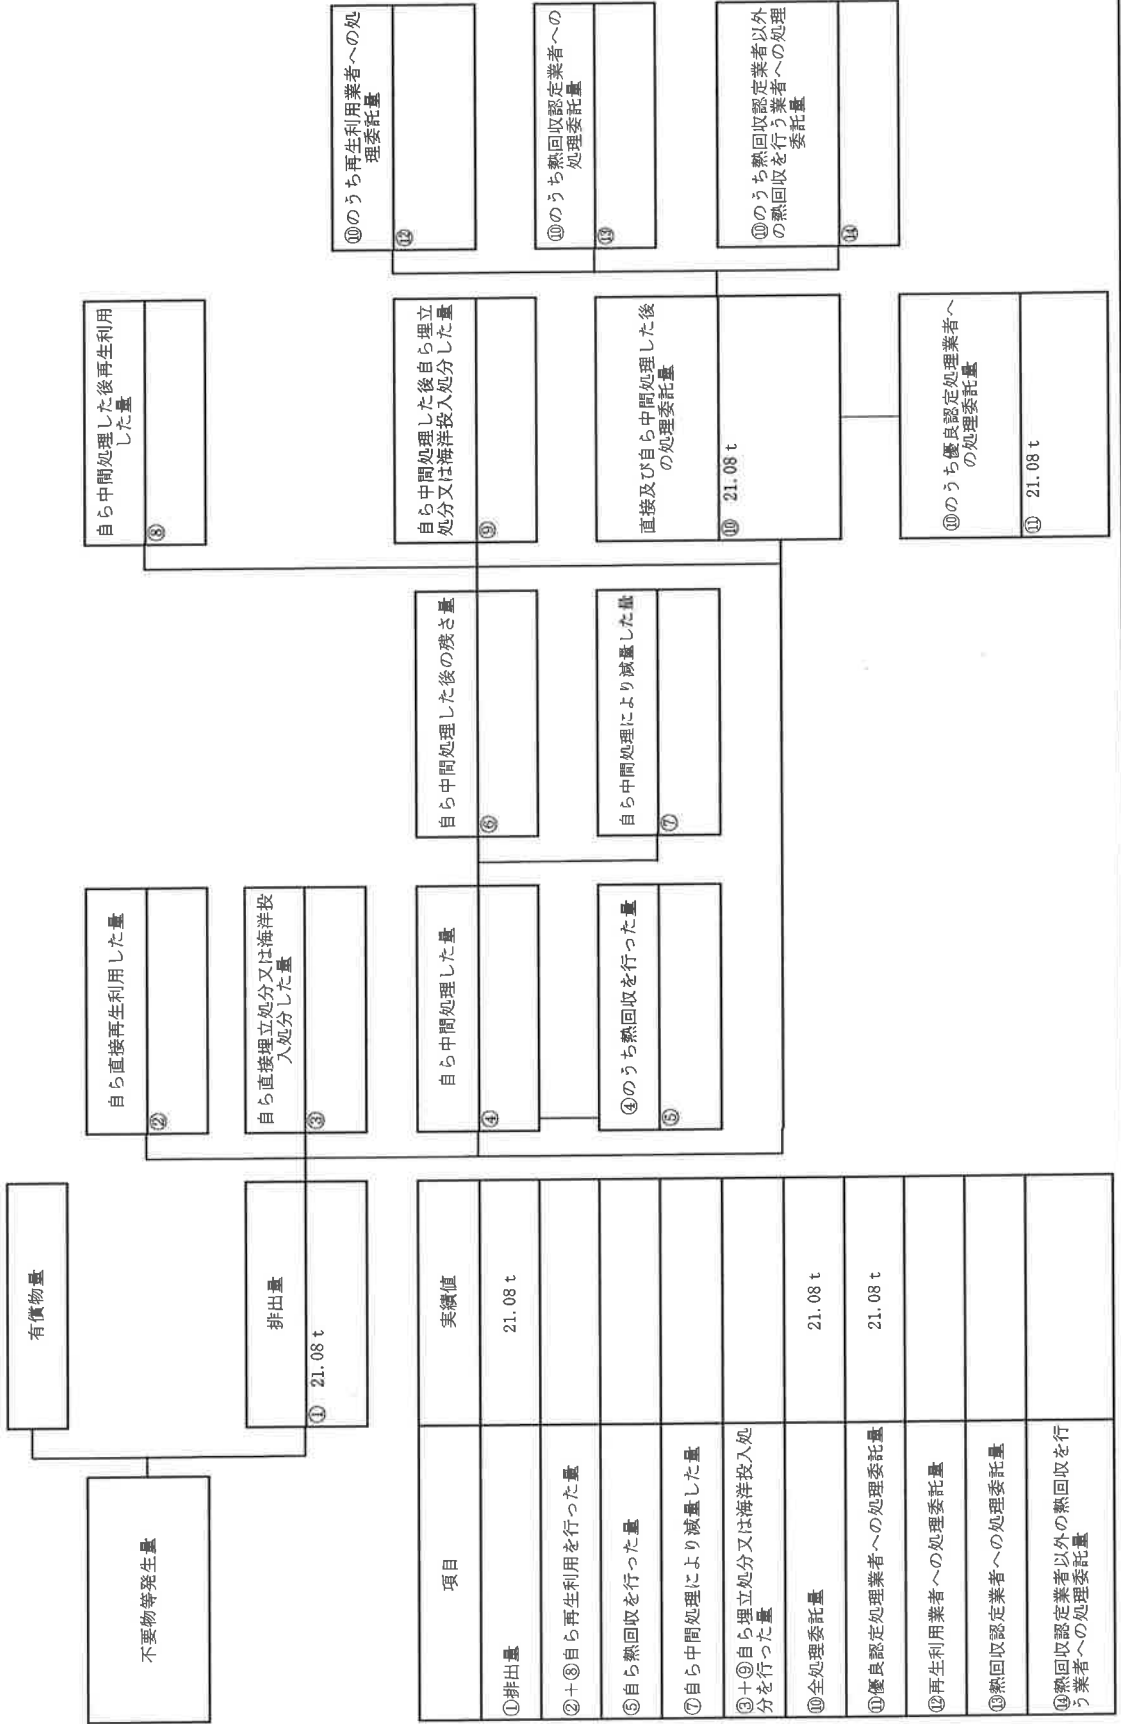 有償物量
不要物等発生量
排出量
① 21.08 t
自ら直接再生利用した量
②
自ら直接埋立処分又は海洋投
入処分した量
③
自ら中間処理した量
④
④のうち熱回収を行った量
⑤
自ら中間処理した後の残さ量
⑥
自ら中間処理により減量した量
⑦
自ら中間処理した後再生利用
した量
⑧
自ら中間処理した後自ら埋立
処分又は海洋投入処分した量
⑨
直接及び自ら中間処理した後
の処理委託量
⑩ 21.08 t
⑩のうち優良認定処理業者へ
の処理委託量
⑪ 21.08 t
⑩のうち再生利用業者への処
理委託量
⑫
⑩のうち熱回収認定業者への
処理委託量
⑬
⑩のうち熱回収認定業者以外
の熱回収を行う業者への処理
委託量
⑭
項目 実績値
①排出量 21.08 t
②＋⑧自ら再生利用を行った量
⑤自ら熱回収を行った量
⑦自ら中間処理により減量した量
③＋⑨自ら埋立処分又は海洋投入処
分を行った量
⑩全処理委託量 21.08 t
⑪優良認定処理業者への処理委託量 21.08 t
⑫再生利用業者への処理委託量
⑬熱回収認定業者への処理委託量
⑭熱回収認定業者以外の熱回収を行
う業者への処理委託量